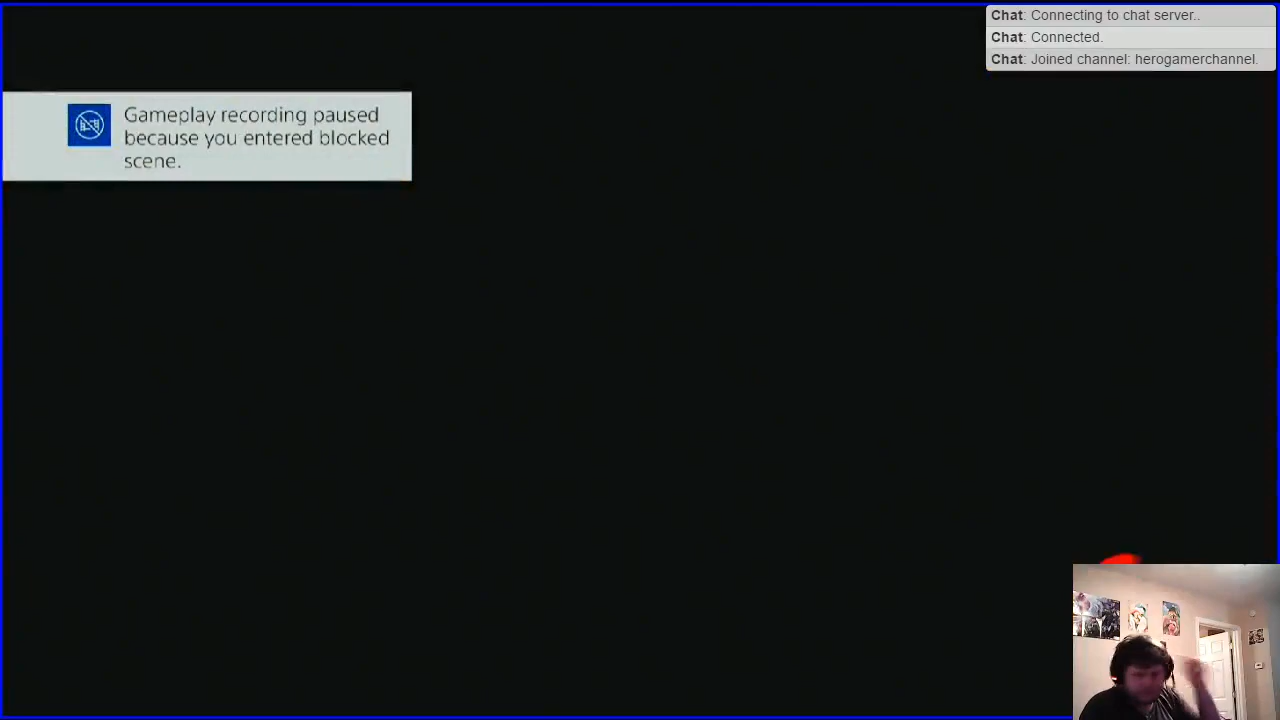 Chat: Connecting to chat server..
Chat: Connected.
Chat: Joined channel: herogamerchannel.
Gameplay recording paused
because you entered blocked
scene.